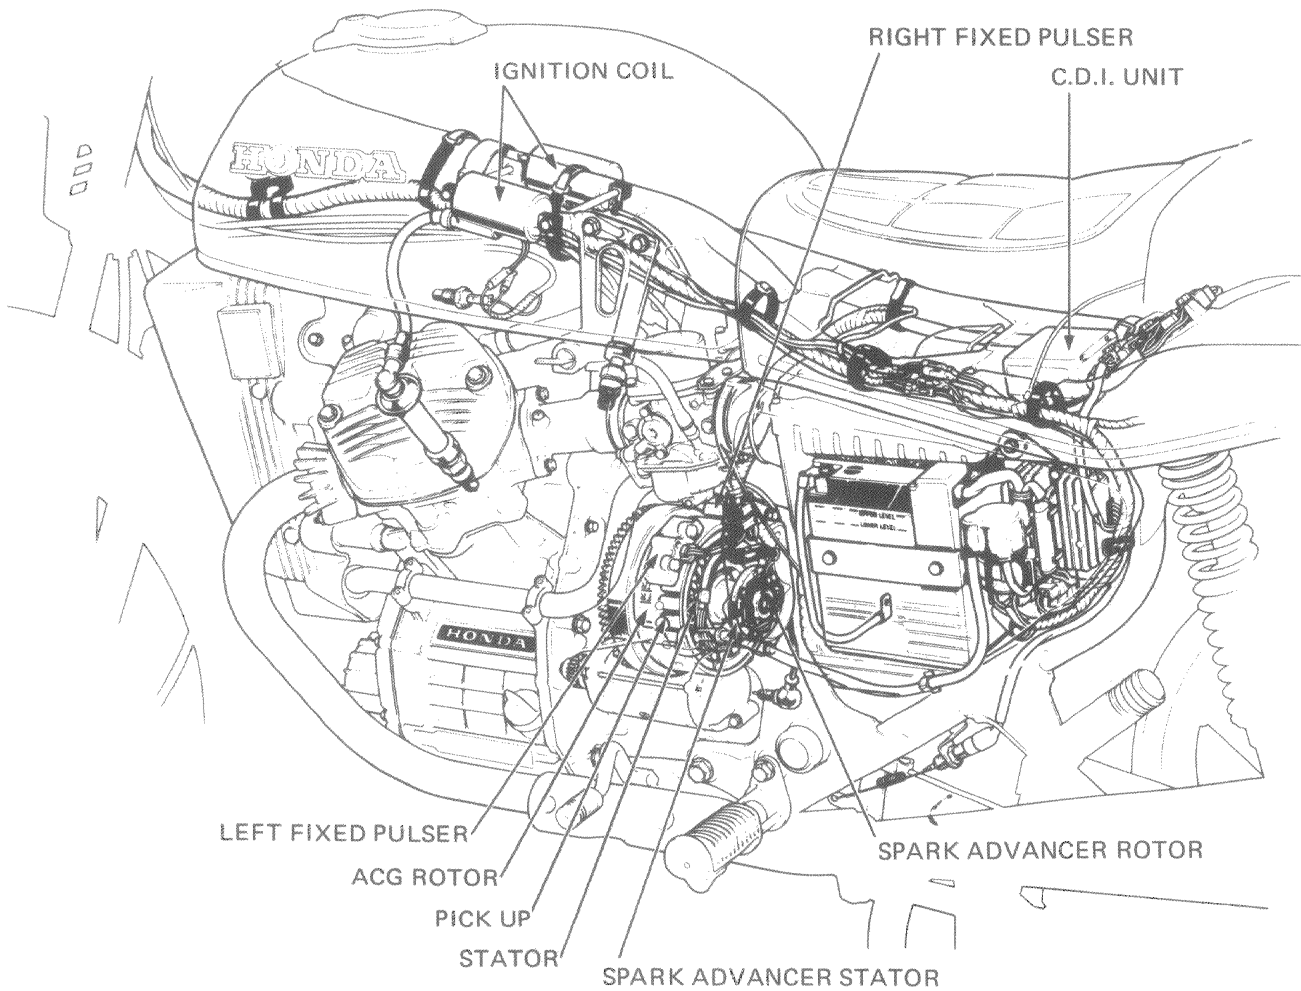 RIGHT FIXED PULSER
IGNITION COIL
C.D.I. UNIT
HONDA
UPPER LEVEL
LOWER LEVEL
HONDA
LEFT FIXED PULSER
SPARK ADVANCER ROTOR
ACG ROTOR
PICK UP
STATOR
SPARK ADVANCER STATOR